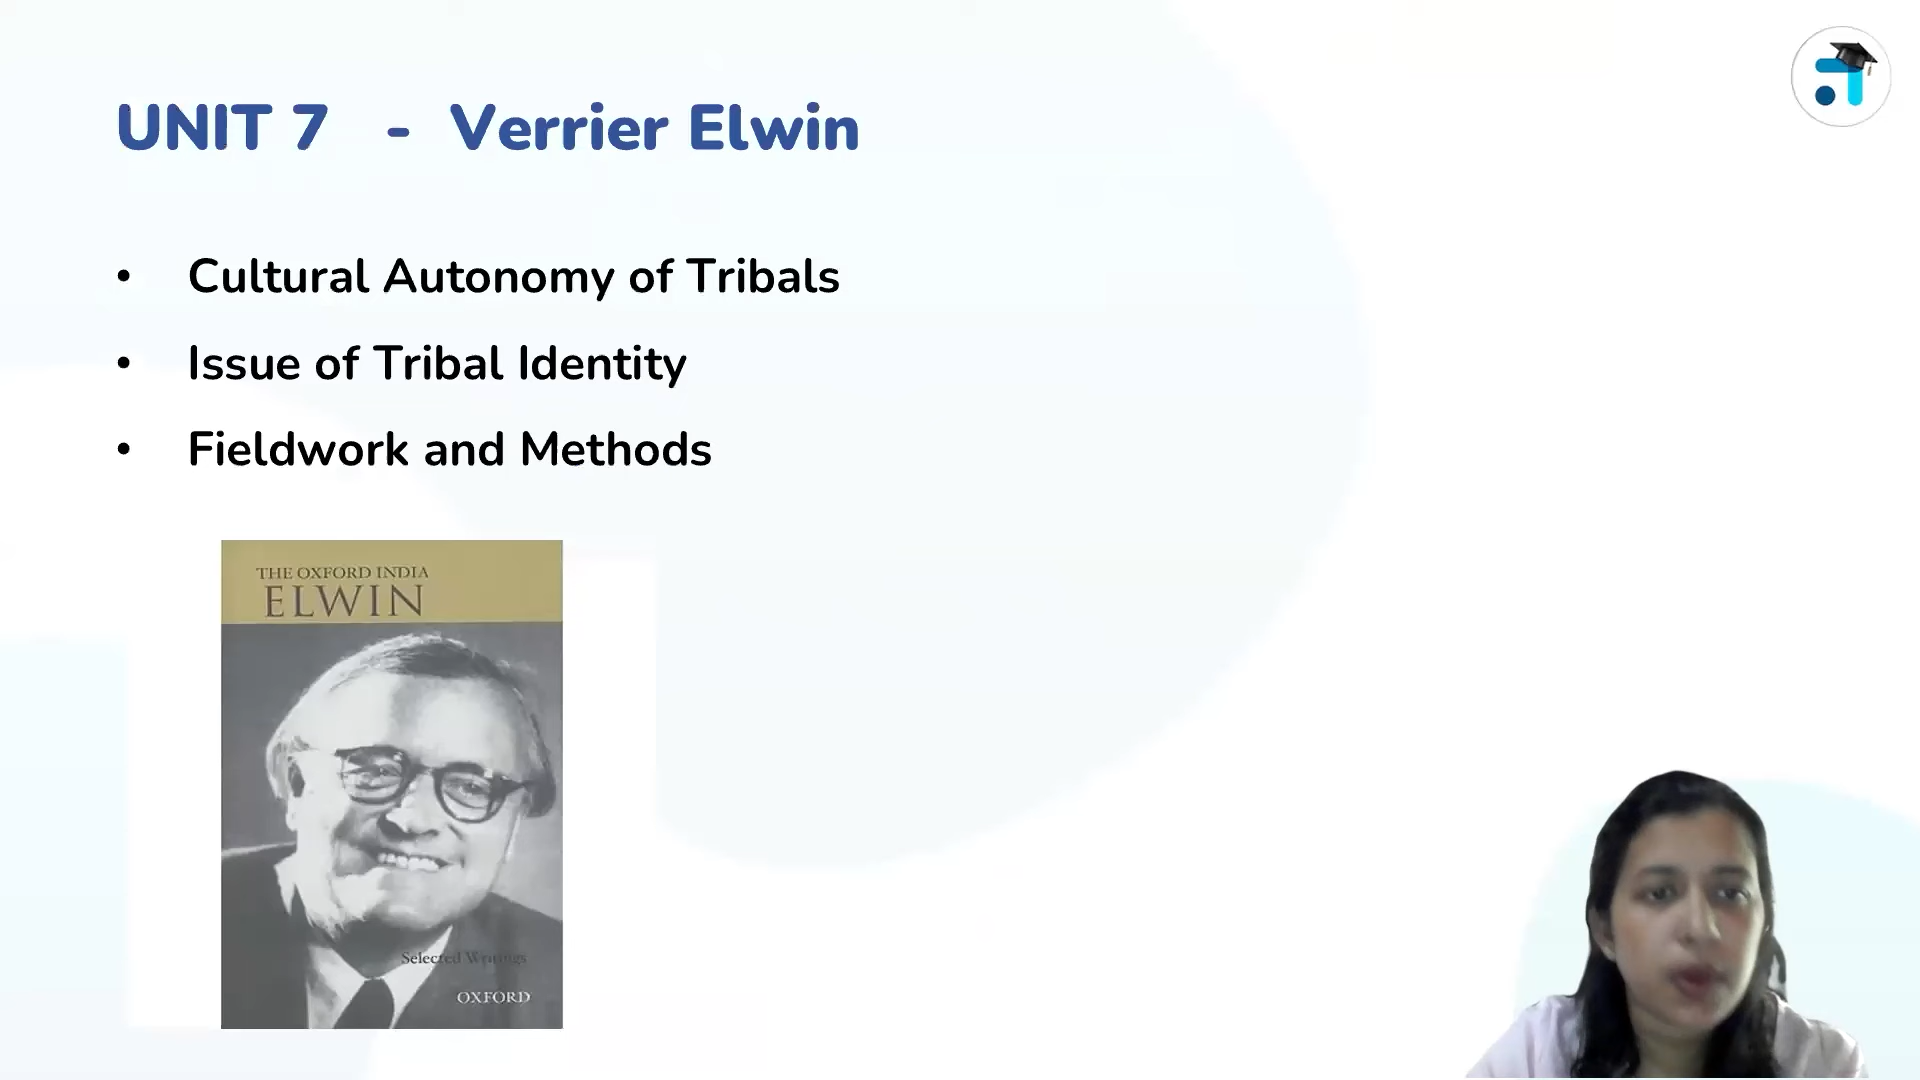 UNIT 7 - Verrier Elwin
• Cultural Autonomy of Tribals
• Issue of Tribal Identity
• Fieldwork and Methods
THE OXFORD INDIA
ELWIN
Selected Writings
OXFORD